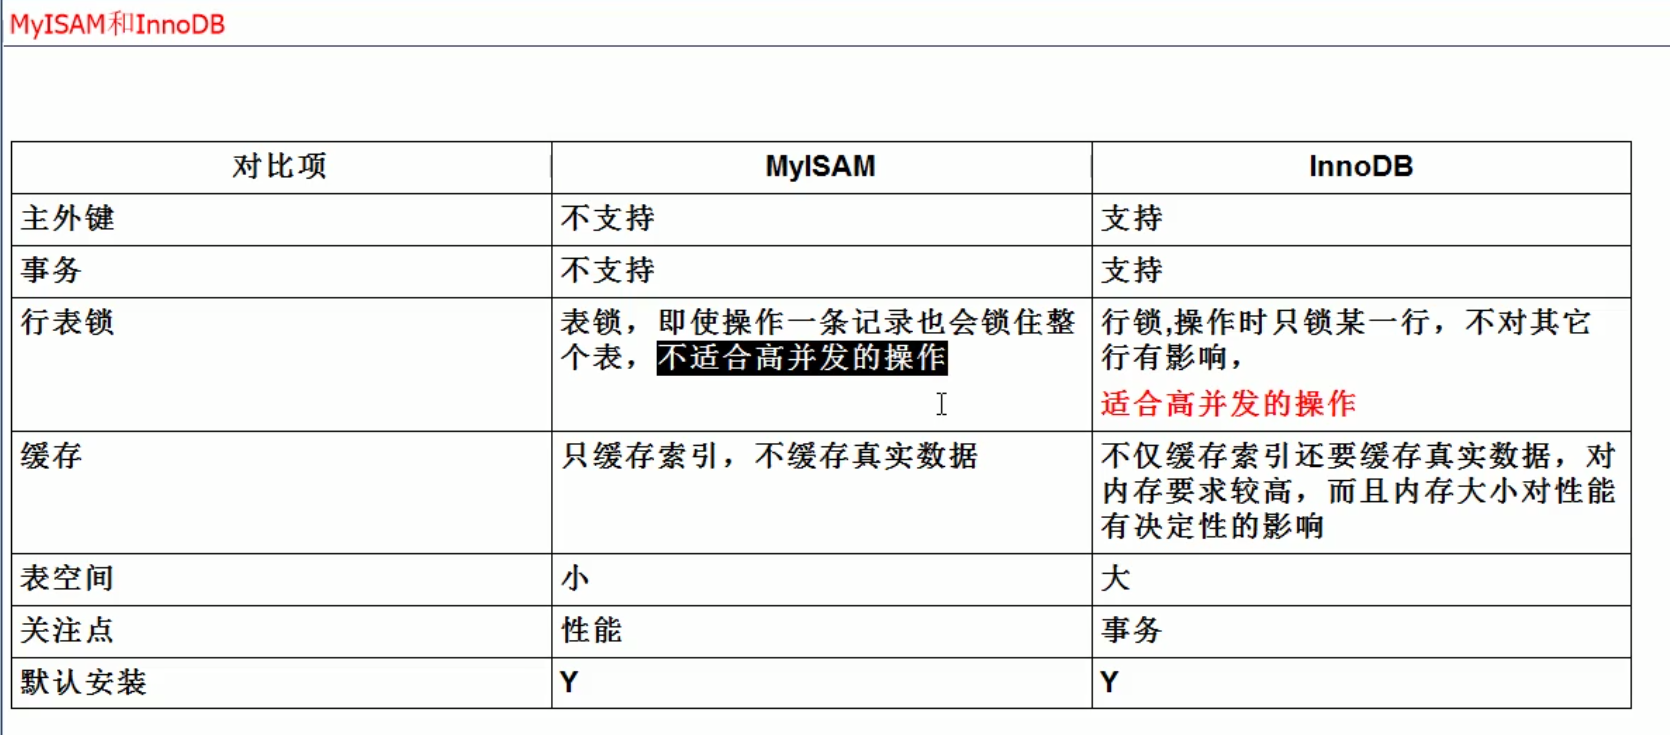 MyISAM和InnoDB
对比项 MyISAM InnoDB
主外键 不支持 支持
事务 不支持 支持
行表锁 表锁，即使操作一条记录也会锁住整 行锁,操作时只锁某一行，不对其它
个表，不适合高并发的操作 行有影响，
适合高并发的操作
缓存 只缓存索引，不缓存真实数据 不仅缓存索引还要缓存真实数据，对
内存要求较高，而且内存大小对性能
有决定性的影响
表空间 小 大
关注点 性能 事务
默认安装 Y Y